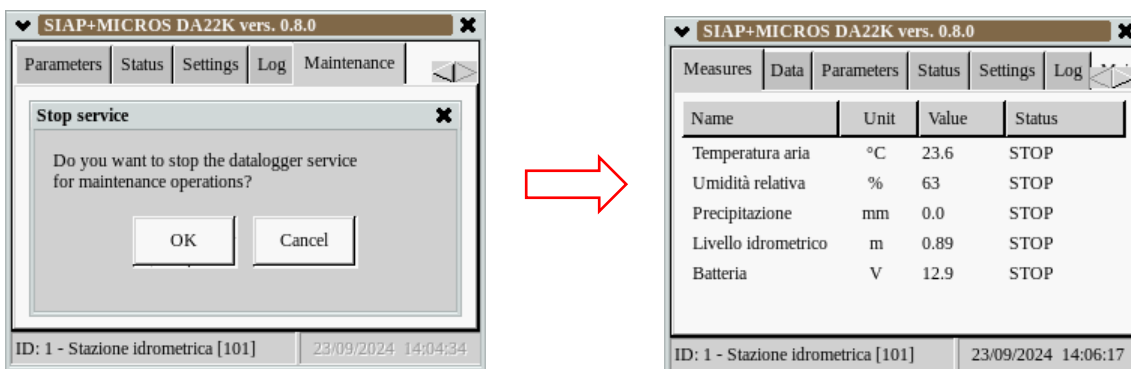 SIAP+MICROS DA22K vers. 0.8.0
Parameters Status Settings Log Maintenance
Stop service
Do you want to stop the datalogger service
for maintenance operations?
OK Cancel
ID: 1 - Stazione idrometrica [101] 23/09/2024 14:04:34
SIAP+MICROS DA22K vers. 0.8.0
Measures Data Parameters Status Settings Log
Name Unit Value Status
Temperatura aria °C 23.6 STOP
Umidità relativa % 63 STOP
Precipitazione mm 0.0 STOP
Livello idrometrico m 0.89 STOP
Batteria V 12.9 STOP
ID: 1 - Stazione idrometrica [101] 23/09/2024 14:06:17